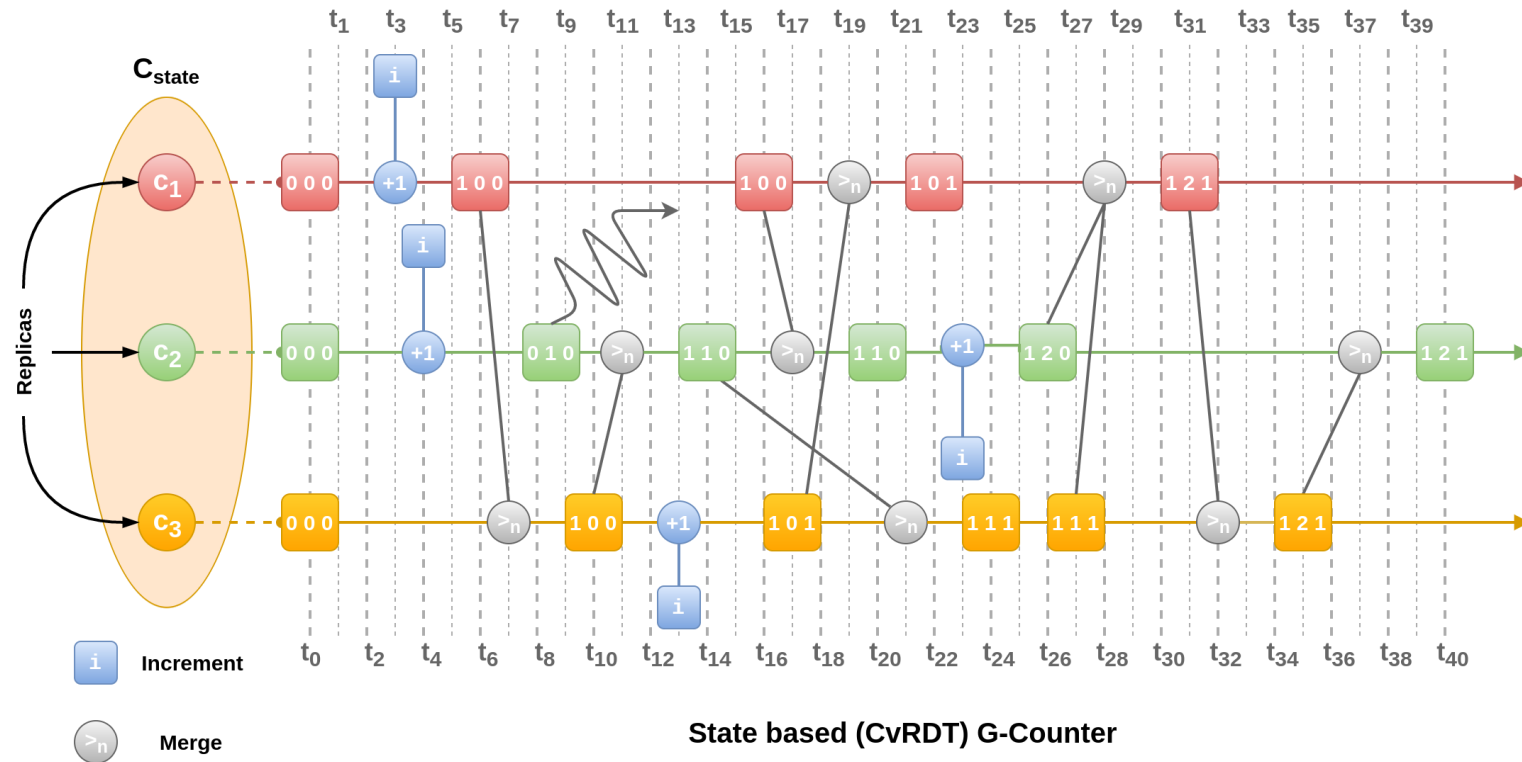 t1 t3 t5 t7 t9 t11 t13 t15 t17 t19 t21 t23 t25 t27 t29 t31 t33 t35 t37 t39
Cstate
i
c1 0 0 0 +1 1 0 0 1 0 0 >n 1 0 1 >n 1 2 1
i
Replicas
c2 0 0 0 +1 0 1 0 >n 1 1 0 >n 1 1 0 +1 1 2 0 >n 1 2 1
i
c3 0 0 0 >n 1 0 0 +1 1 0 1 >n 1 1 1 1 1 1 >n 1 2 1
i
t0 t2 t4 t6 t8 t10 t12 t14 t16 t18 t20 t22 t24 t26 t28 t30 t32 t34 t36 t38 t40
i Increment
>n Merge
State based (CvRDT) G-Counter